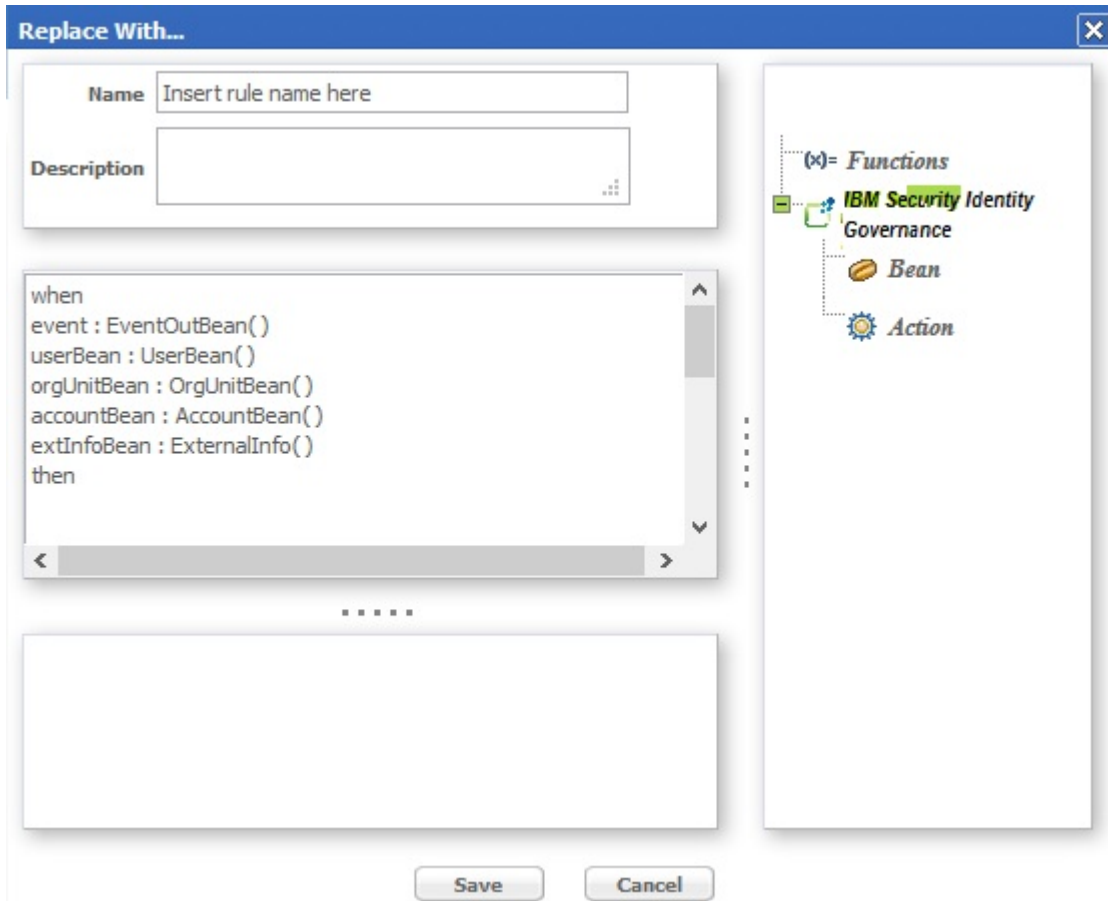 Replace With...
Name
Insert rule name here
Description
when
event : EventOutBean( )
userBean : UserBean( )
orgUnitBean : OrgUnitBean( )
accountBean : AccountBean( )
extInfoBean : ExternalInfo( )
then
Save
Cancel
(x)= Functions
IBM Security Identity
Governance
Bean
Action